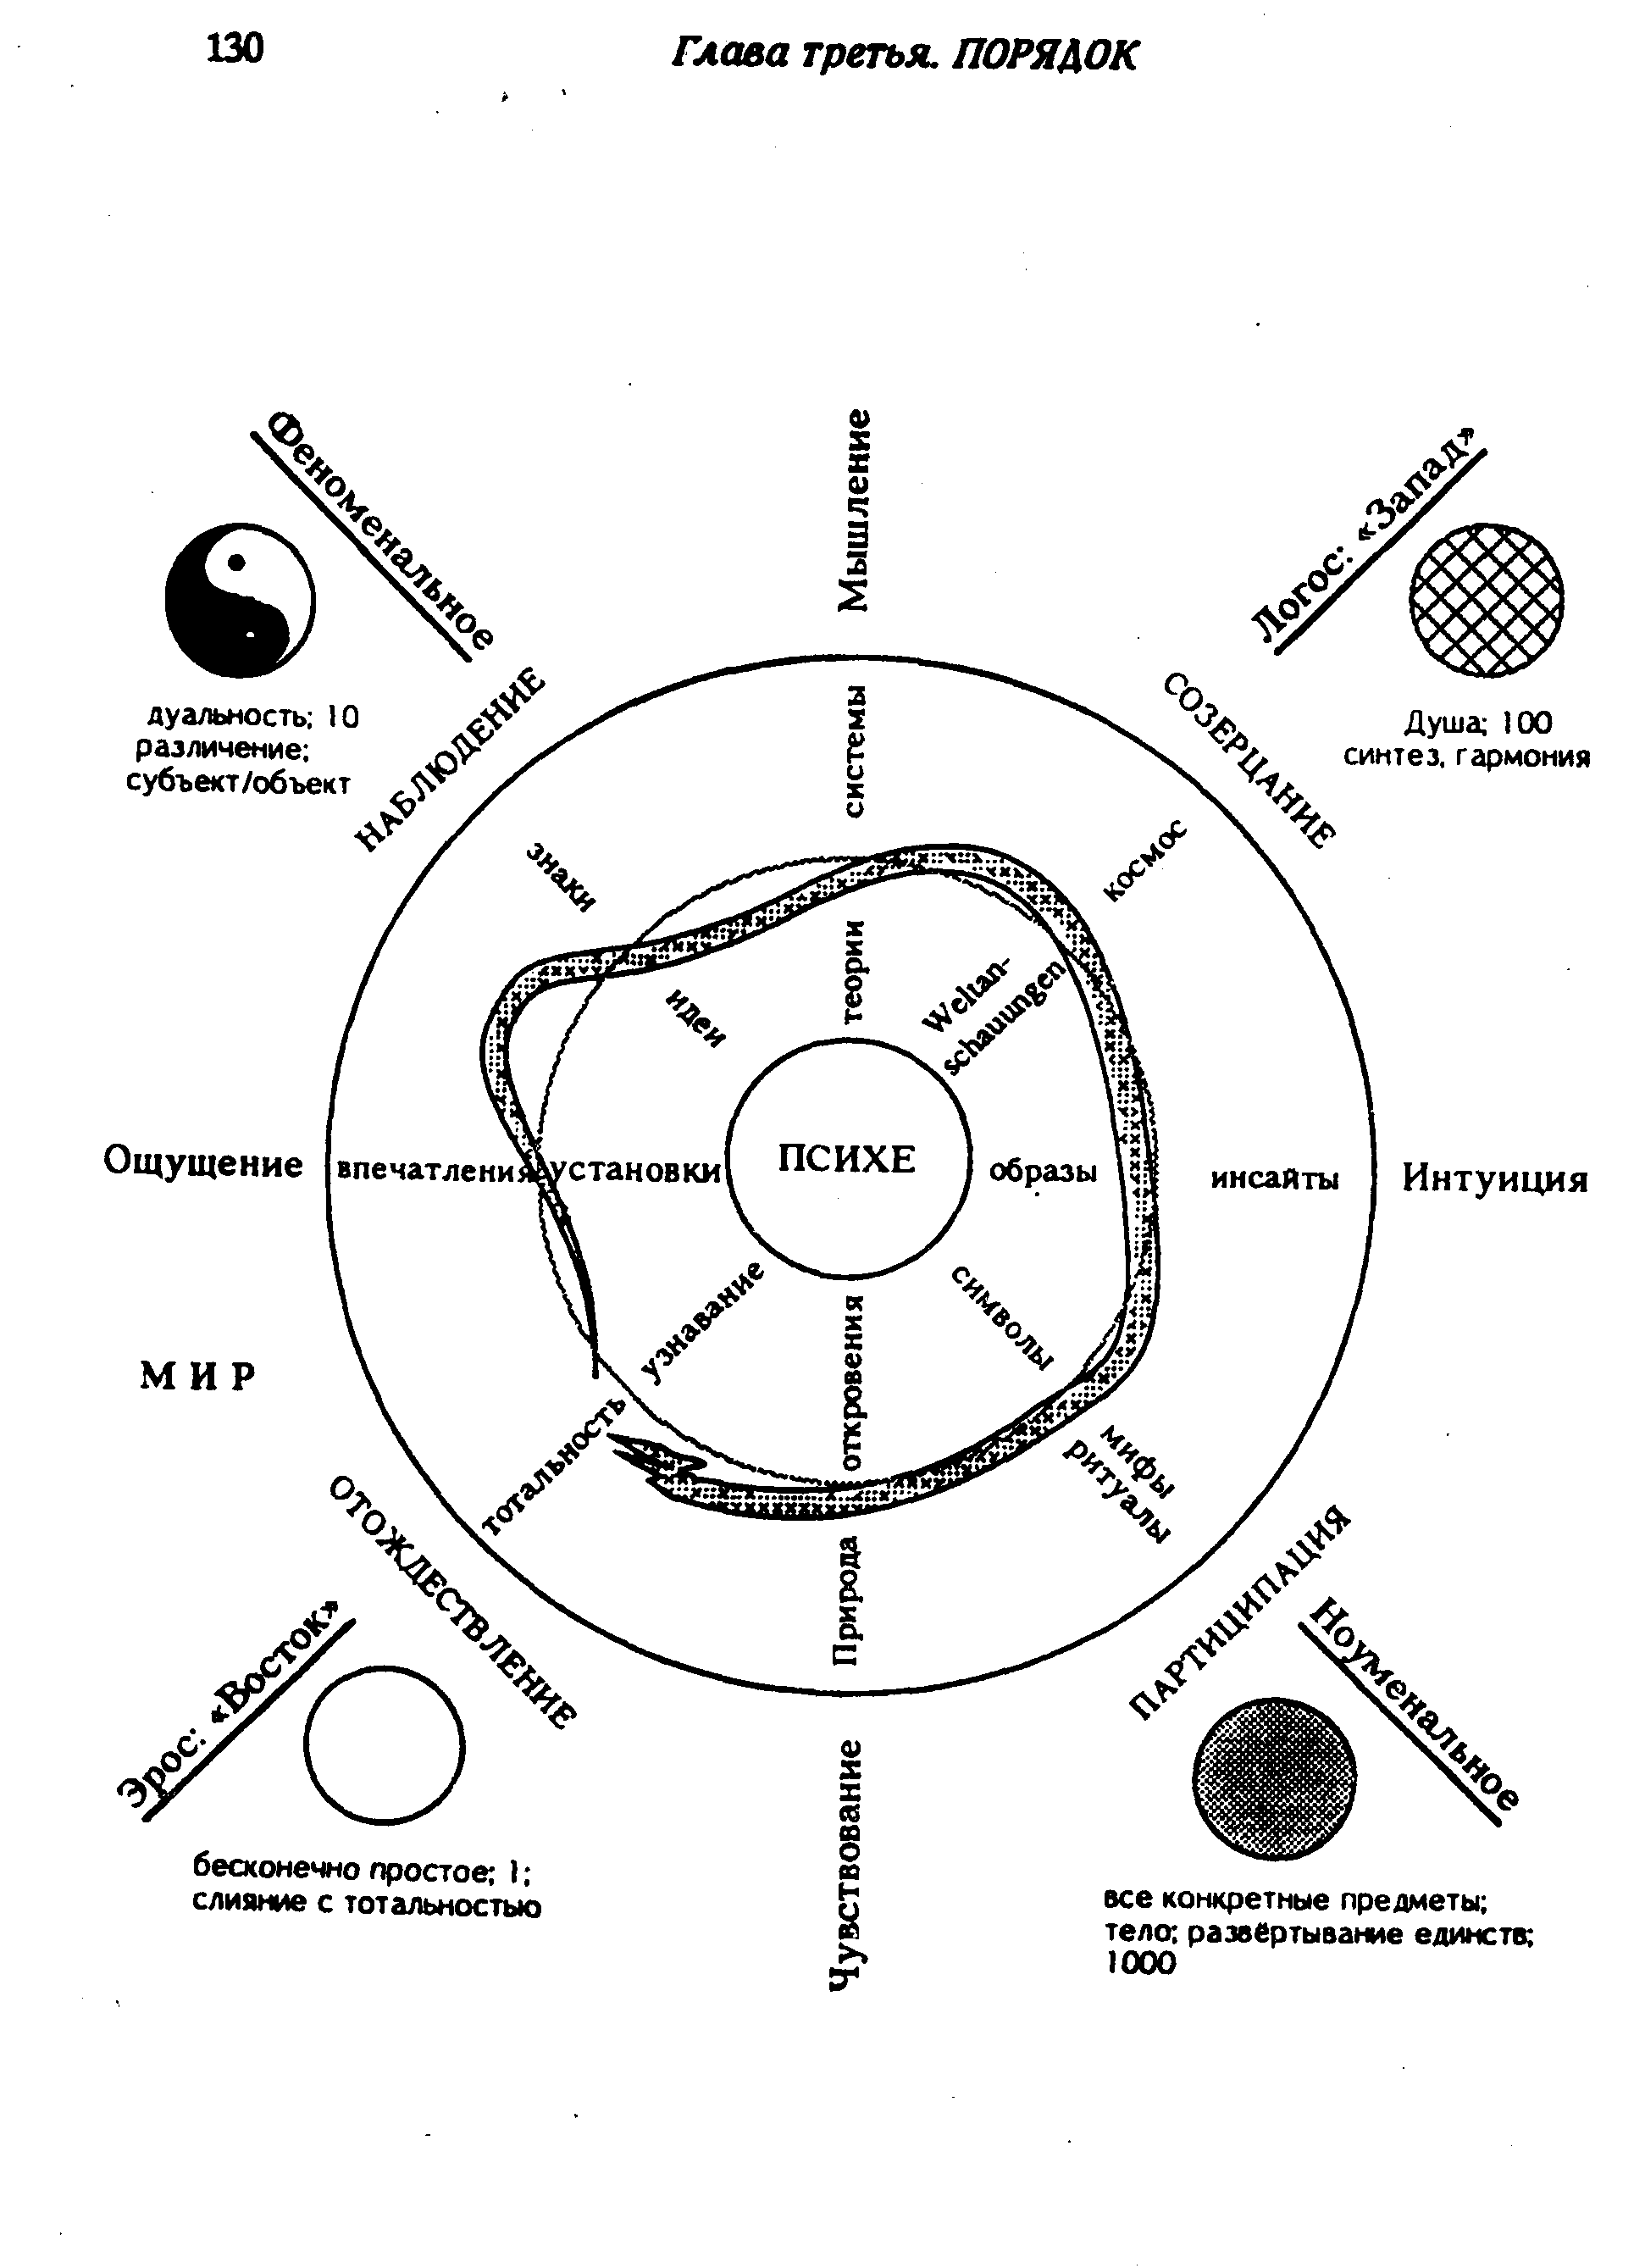 130
Глава третья. ПОРЯДОК
Феноменальное
Мышление
Логос: «Запад»
дуальность; 10
различение;
субъект/объект
НАБЛЮДЕНИЕ
СОЗЕРЦАНИЕ
Душа; 100
синтез, гармония
системы
знаки
космос
теории
идеи
Weltan-
schauungen
Ощущение
впечатления
установки
ПСИХЕ
образы
инсайты
Интуиция
узнавание
откровения
символы
МИР
тотальность
мифы
ритуалы
Природа
ОТОЖДЕСТВЛЕНИЕ
ПАРТИЦИПАЦИЯ
Эрос: «Восток»
Ноуменальное
Чувствование
бесконечно простое; 1;
слияние с тотальностью
все конкретные предметы;
тело; развёртывание единств;
1000